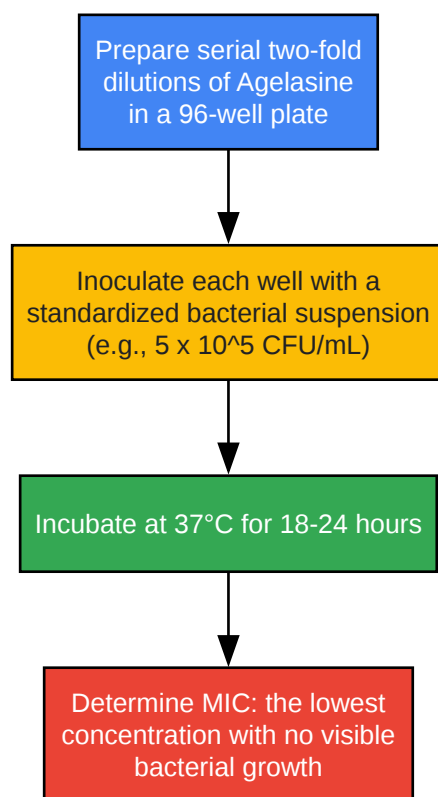 Prepare serial two-fold
dilutions of Agelasine
in a 96-well plate
Inoculate each well with a
standardized bacterial suspension
(e.g., 5 x 10^5 CFU/mL)
Incubate at 37°C for 18-24 hours
Determine MIC: the lowest
concentration with no visible
bacterial growth